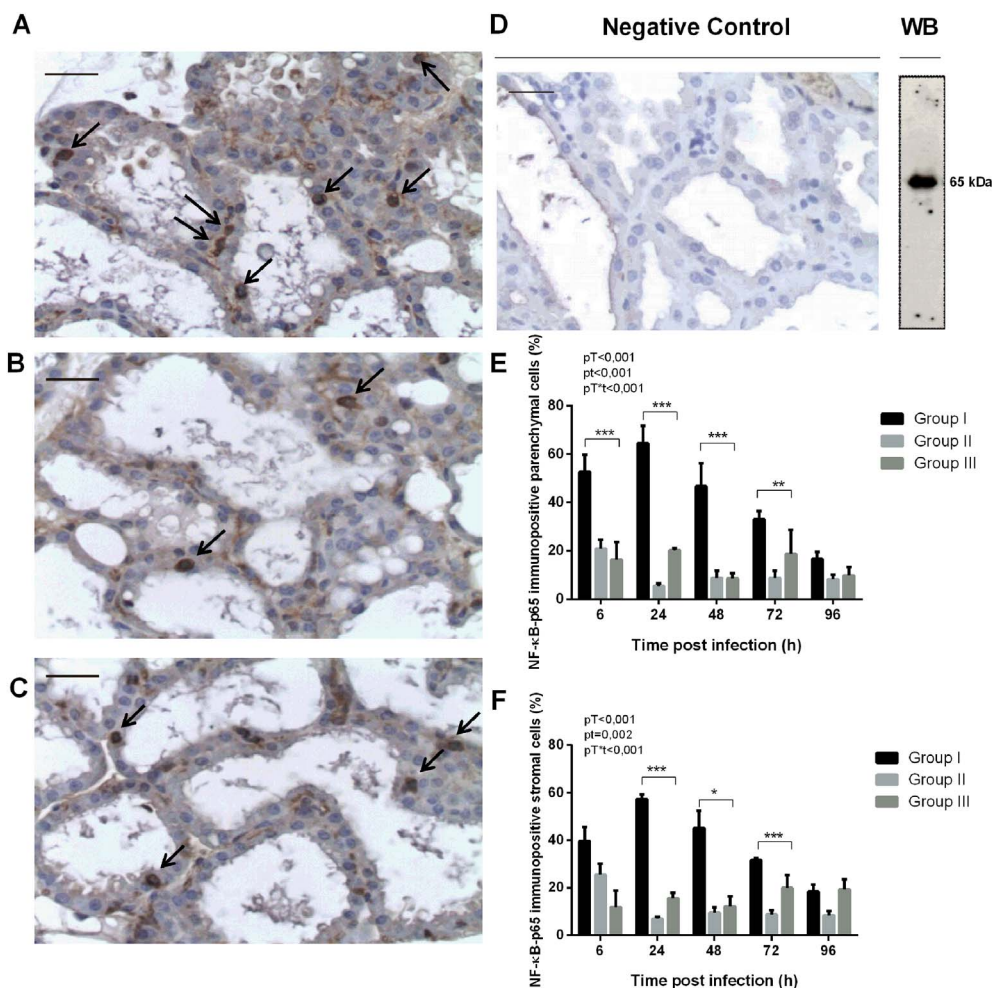 A
B
C
D
Negative Control
WB
65 kDa
E
pT<0,001
pt<0,001
pT*t<0,001
NF-κB-p65 immunopositive parenchymal cells (%)
80
60
40
20
0
***
***
***
**
6 24 48 72 96
Time post infection (h)
Group I
Group II
Group III
F
pT<0,001
pt=0,002
pT*t<0,001
NF-κB-p65 immunopositive stromal cells (%)
80
60
40
20
0
***
*
***
6 24 48 72 96
Time post infection (h)
Group I
Group II
Group III